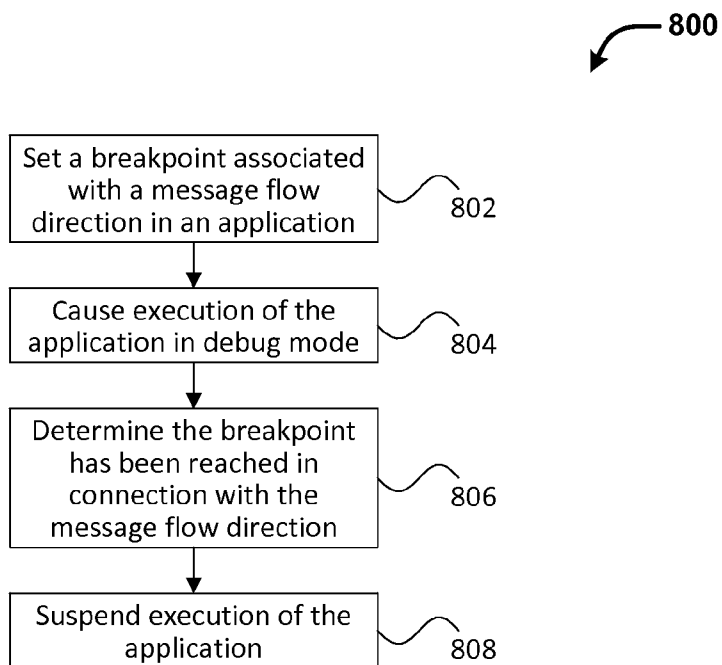 800
Set a breakpoint associated
with a message flow
direction in an application
802
Cause execution of the
application in debug mode
804
Determine the breakpoint
has been reached in
connection with the
message flow direction
806
Suspend execution of the
application
808